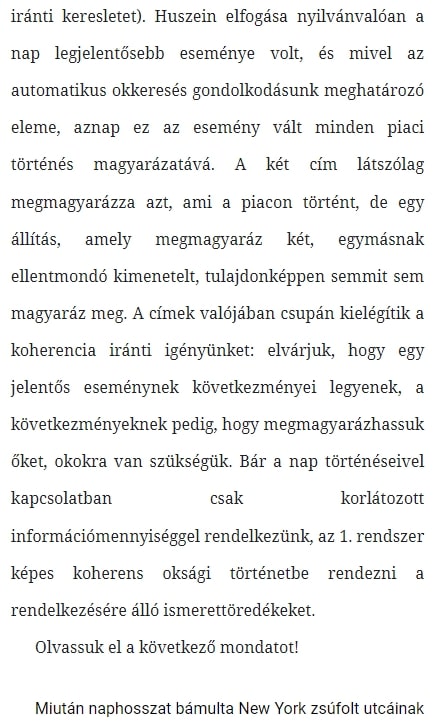 iránti keresletet). Huszein elfogása nyilvánvalóan a
nap legjelentősebb eseménye volt, és mivel az
automatikus okkeresés gondolkodásunk meghatározó
eleme, aznap ez az esemény vált minden piaci
történés magyarázatává. A két cím látszólag
megmagyarázza azt, ami a piacon történt, de egy
állítás, amely megmagyaráz két, egymásnak
ellentmondó kimenetelt, tulajdonképpen semmit sem
magyaráz meg. A címek valójában csupán kielégítik a
koherencia iránti igényünket: elvárjuk, hogy egy
jelentős eseménynek következményei legyenek, a
következményeknek pedig, hogy megmagyarázhassuk
őket, okokra van szükségük. Bár a nap történéseivel
kapcsolatban csak korlátozott
információmennyiséggel rendelkezünk, az 1. rendszer
képes koherens oksági történetbe rendezni a
rendelkezésére álló ismerettöredékeket.
Olvassuk el a következő mondatot!
Miután naphosszat bámulta New York zsúfolt utcáinak